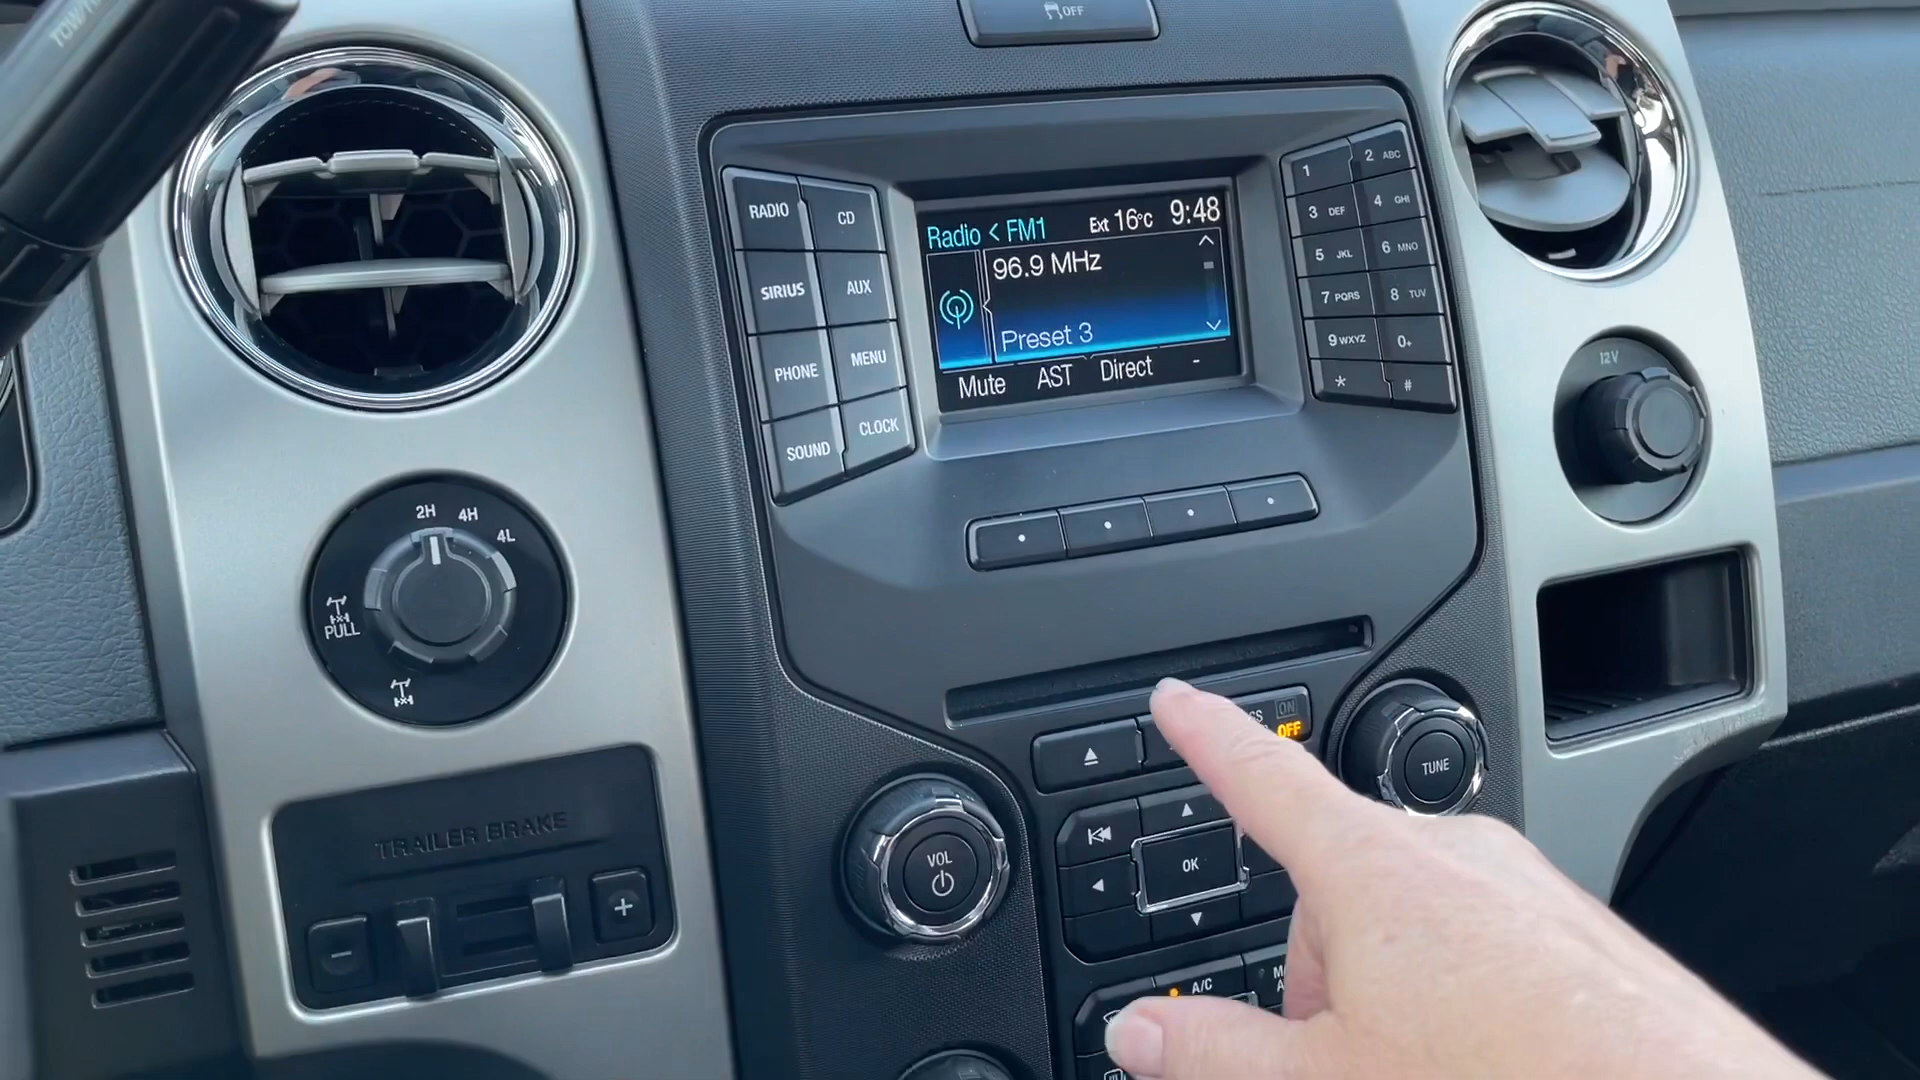 TOW/H
OFF
RADIO
CD
SIRIUS
AUX
PHONE
MENU
SOUND
CLOCK
Radio < FM1
Ext 16°C
9:48
96.9 MHz
Preset 3
Mute
AST
Direct
-
1
2 ABC
3 DEF
4 GHI
5 JKL
6 MNO
7 PQRS
8 TUV
9 WXYZ
0+
*
#
12V
2H
4H
4L
PULL
ON
OFF
TUNE
TRAILER BRAKE
-
+
VOL
OK
A/C